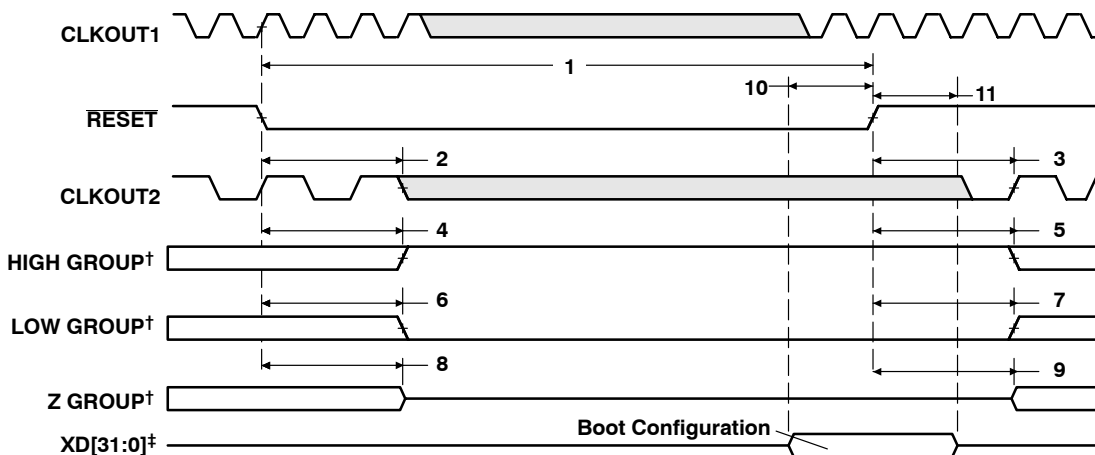 CLKOUT1
1
10
11
RESET
2
3
CLKOUT2
4
5
HIGH GROUP†
6
7
LOW GROUP†
8
9
Z GROUP†
Boot Configuration
XD[31:0]‡